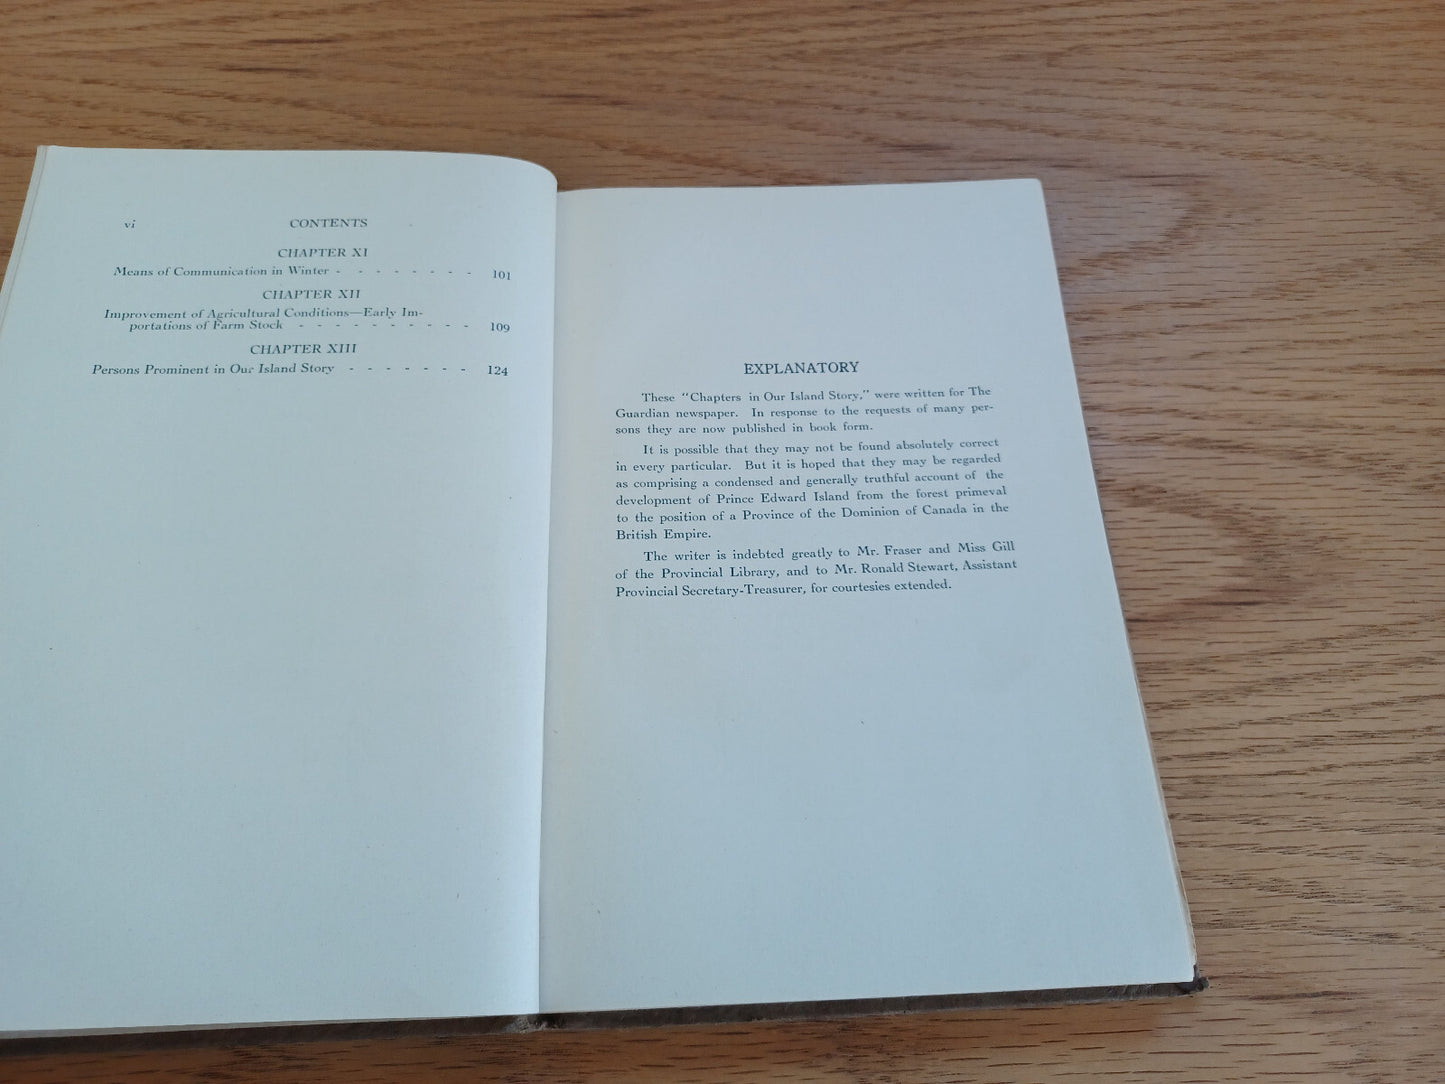 vi CONTENTS
CHAPTER XI
Means of Communication in Winter - - - - - - - - 101
CHAPTER XII
Improvement of Agricultural Conditions—Early Im-
portations of Farm Stock - - - - - - - - - - 109
CHAPTER XIII
Persons Prominent in Our Island Story - - - - - - - 124
EXPLANATORY
These "Chapters in Our Island Story," were written for The
Guardian newspaper. In response to the requests of many per-
sons they are now published in book form.
It is possible that they may not be found absolutely correct
in every particular. But it is hoped that they may be regarded
as comprising a condensed and generally truthful account of the
development of Prince Edward Island from the forest primeval
to the position of a Province of the Dominion of Canada in the
British Empire.
The writer is indebted greatly to Mr. Fraser and Miss Gill
of the Provincial Library, and to Mr. Ronald Stewart, Assistant
Provincial Secretary-Treasurer, for courtesies extended.